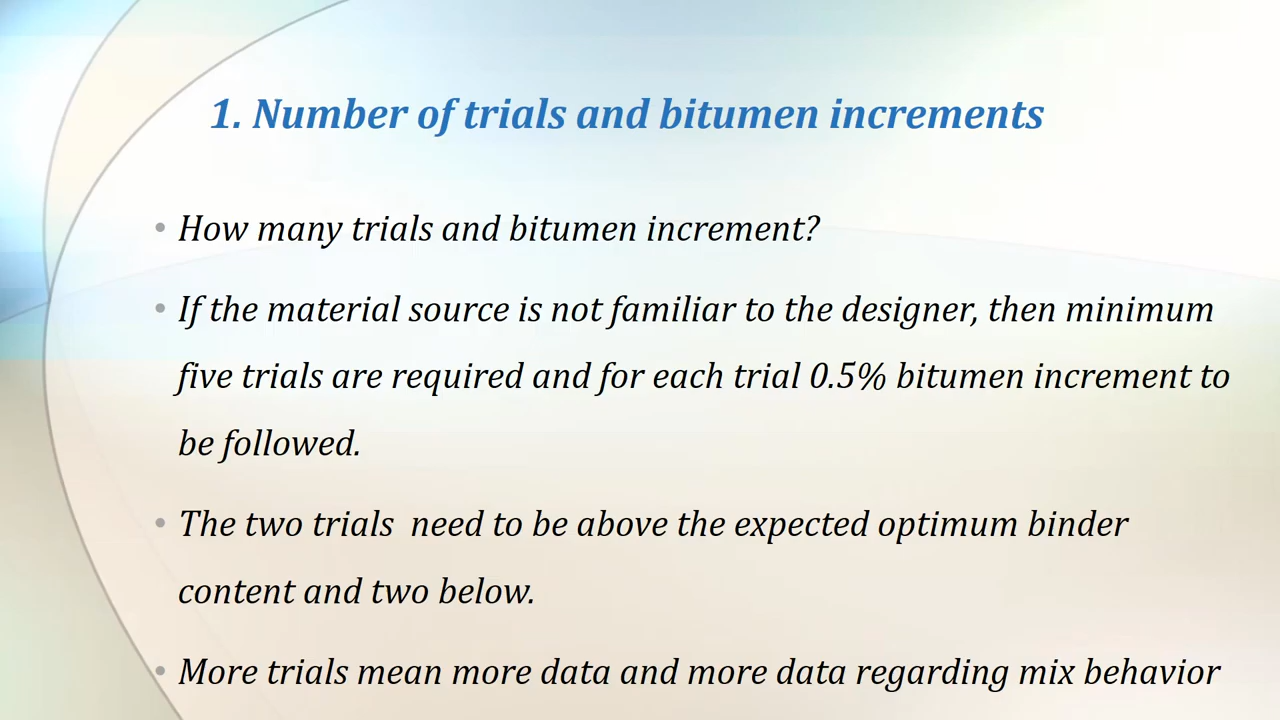 1. Number of trials and bitumen increments
• How many trials and bitumen increment?
• If the material source is not familiar to the designer, then minimum
five trials are required and for each trial 0.5% bitumen increment to
be followed.
• The two trials  need to be above the expected optimum binder
content and two below.
• More trials mean more data and more data regarding mix behavior